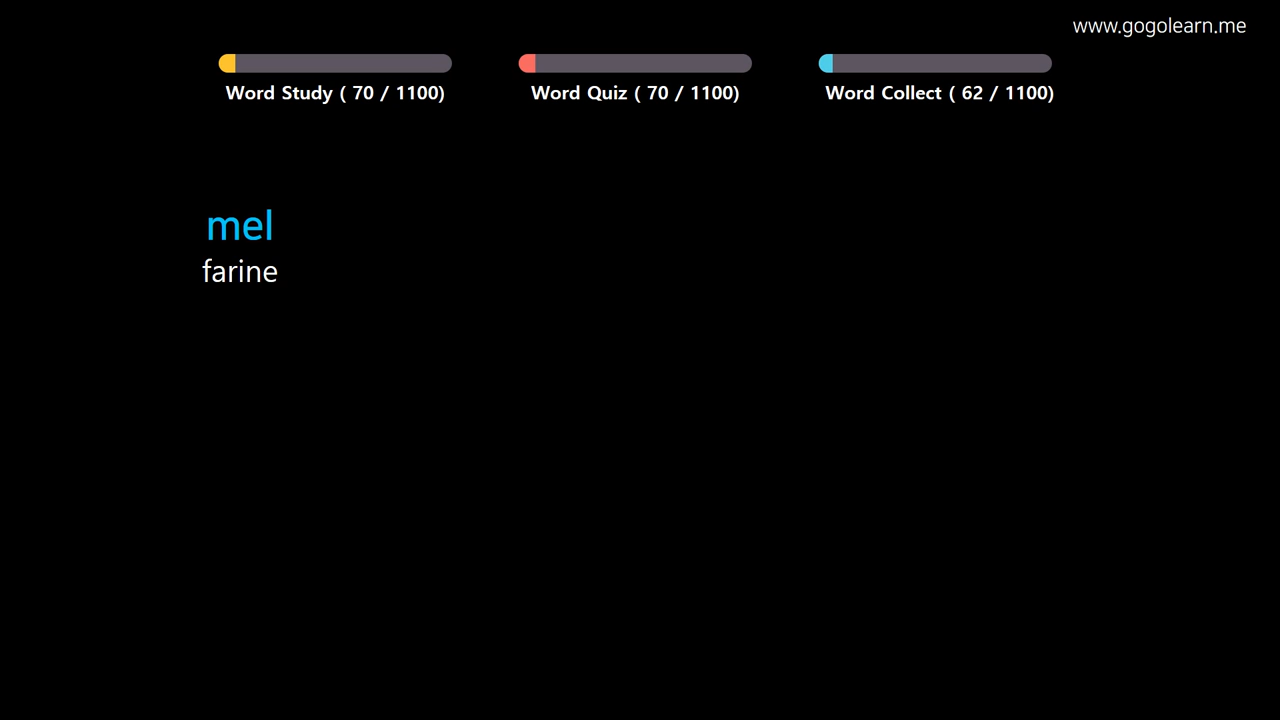 www.gogolearn.me
Word Study ( 70 / 1100)
Word Quiz ( 70 / 1100)
Word Collect ( 62 / 1100)
mel
farine